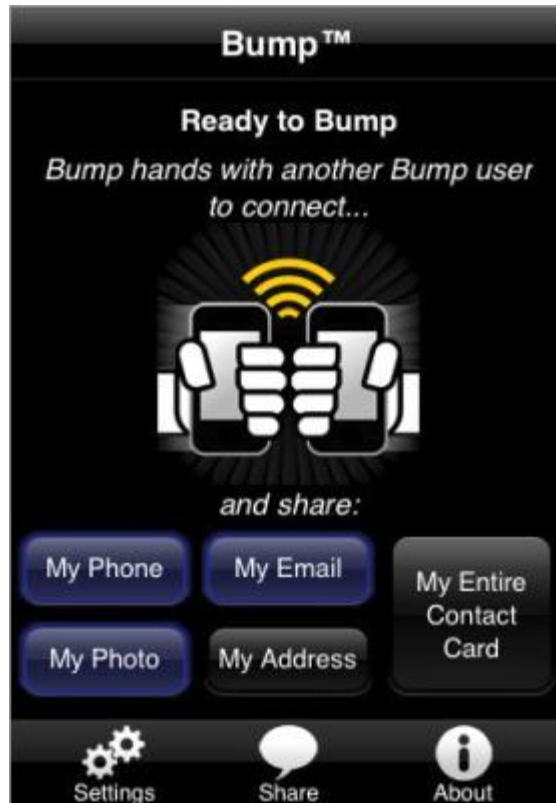 Bump™
Ready to Bump
Bump hands with another Bump user
to connect...
and share:
My Phone
My Email
My Entire
Contact
Card
My Photo
My Address
Settings
Share
About